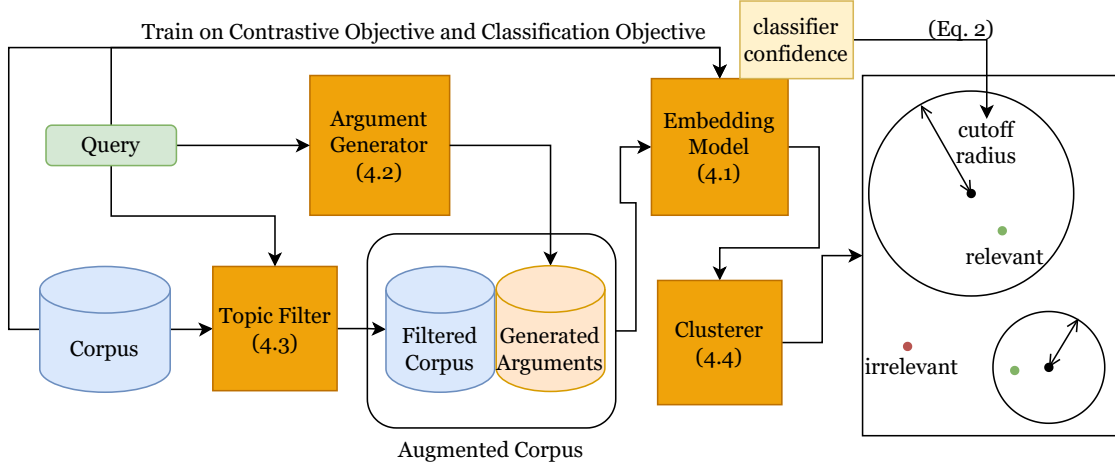 Train on Contrastive Objective and Classification Objective
classifier
confidence
(Eq. 2)
Query
Argument
Generator
(4.2)
Embedding
Model
(4.1)
cutoff
radius
relevant
Corpus
Topic Filter
(4.3)
Filtered
Corpus
Generated
Arguments
Clusterer
(4.4)
irrelevant
Augmented Corpus